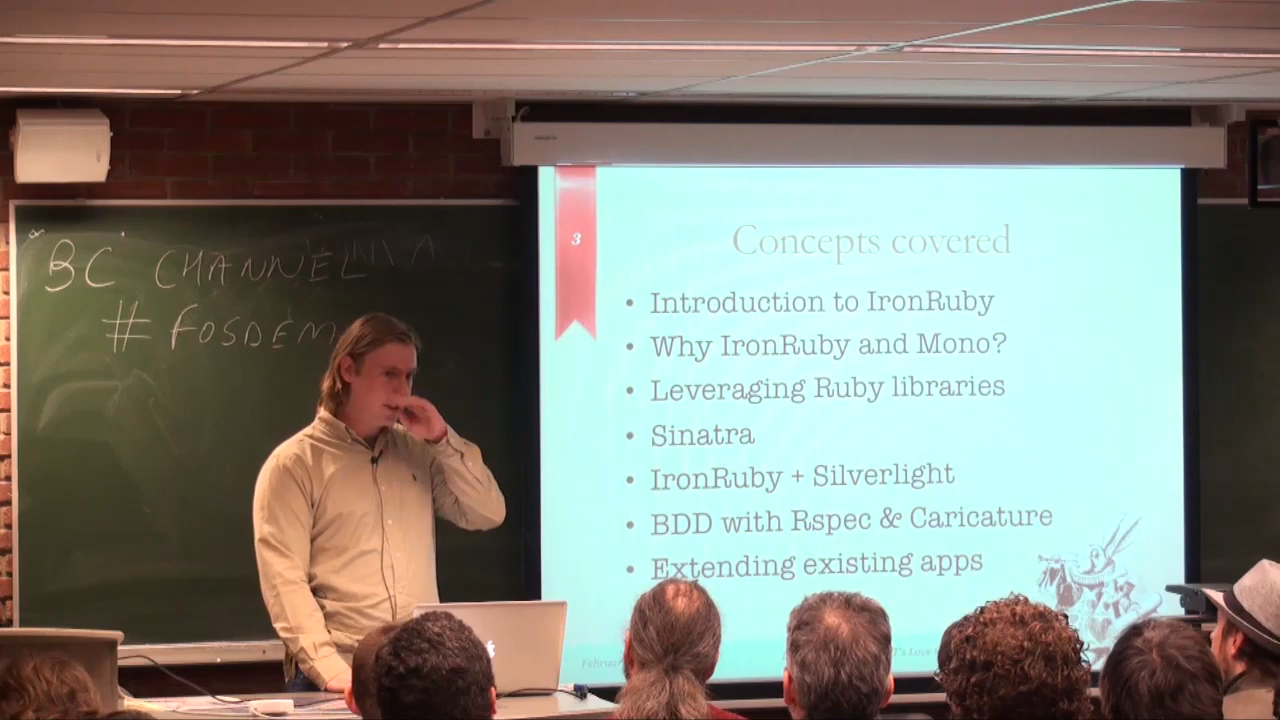 BC CHANNEL
#FOSDEM
3
Concepts covered
• Introduction to IronRuby
• Why IronRuby and Mono?
• Leveraging Ruby libraries
• Sinatra
• IronRuby + Silverlight
• BDD with Rspec & Caricature
• Extending existing apps